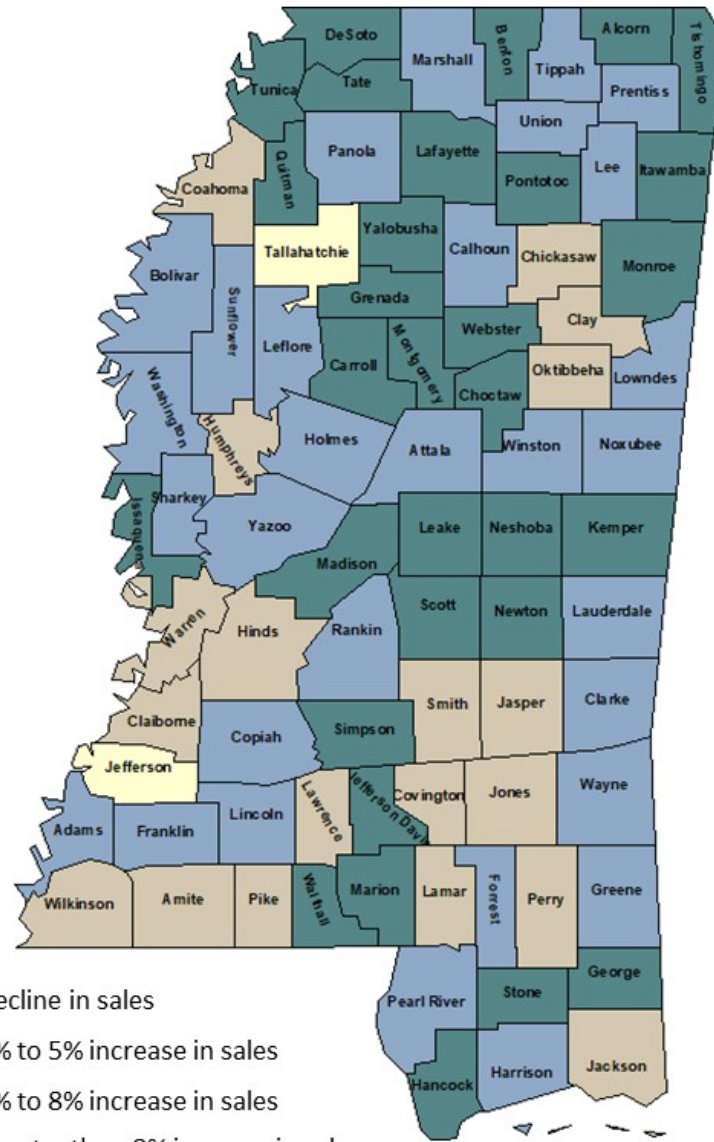 DeSoto
Marshall
Benton
Tippah
Alcorn
Tishomingo
Tunica
Tate
Prentiss
Union
Panola
Lafayette
Lee
Itawamba
Quitman
Pontotoc
Coahoma
Yalobusha
Tallahatchie
Calhoun
Chickasaw
Monroe
Bolivar
Sunflower
Grenada
Clay
Leflore
Webster
Montgomery
Carroll
Oktibbeha
Lowndes
Choctaw
Washington
Humphreys
Holmes
Attala
Winston
Noxubee
Sharkey
Issaquena
Yazoo
Leake
Neshoba
Kemper
Madison
Scott
Newton
Lauderdale
Warren
Hinds
Rankin
Smith
Jasper
Clarke
Claiborne
Copiah
Simpson
Jefferson
Lawrence
Jefferson Davi
Covington
Jones
Wayne
Adams
Franklin
Lincoln
Wilkinson
Amite
Pike
Walthall
Marion
Lamar
Forrest
Perry
Greene
George
Pearl River
Stone
Hancock
Harrison
Jackson
ecline in sales
% to 5% increase in sales
% to 8% increase in sales